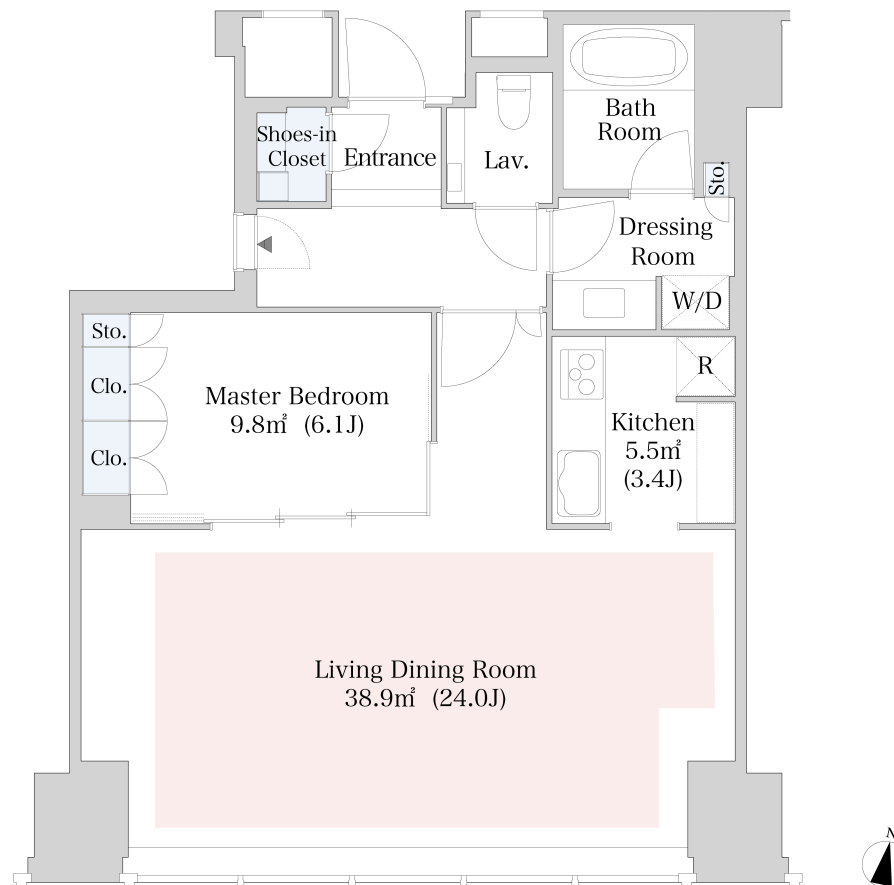 Bath
Room
Shoes-in
Closet
Entrance
Lav.
Sto.
Dressing
Room
W/D
Sto.
Clo.
Clo.
Master Bedroom
9.8㎡ (6.1J)
R
Kitchen
5.5㎡
(3.4J)
Living Dining Room
38.9㎡ (24.0J)
N